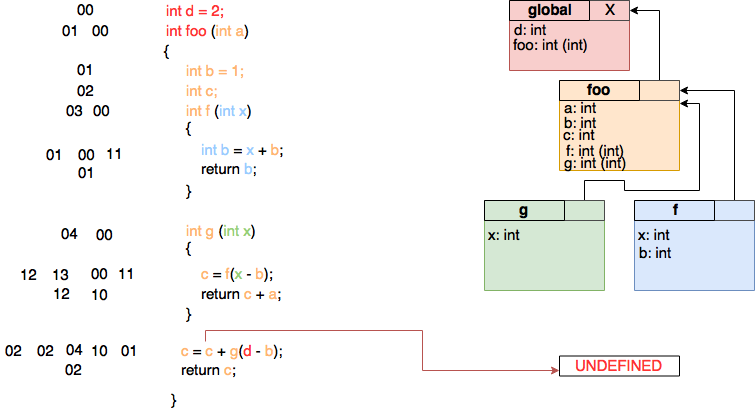 00 int d = 2;
01 00 int foo (int a)
{
01 int b = 1;
02 int c;
03 00 int f (int x)
{
01 00 11 int b = x + b;
01 return b;
}
04 00 int g (int x)
{
12 13 00 11 c = f(x - b);
12 10 return c + a;
}
02 02 04 10 01 c = c + g(d - b);
02 return c;
}
global X
d: int
foo: int (int)
foo
a: int
b: int
c: int
f: int (int)
g: int (int)
g
x: int
f
x: int
b: int
UNDEFINED